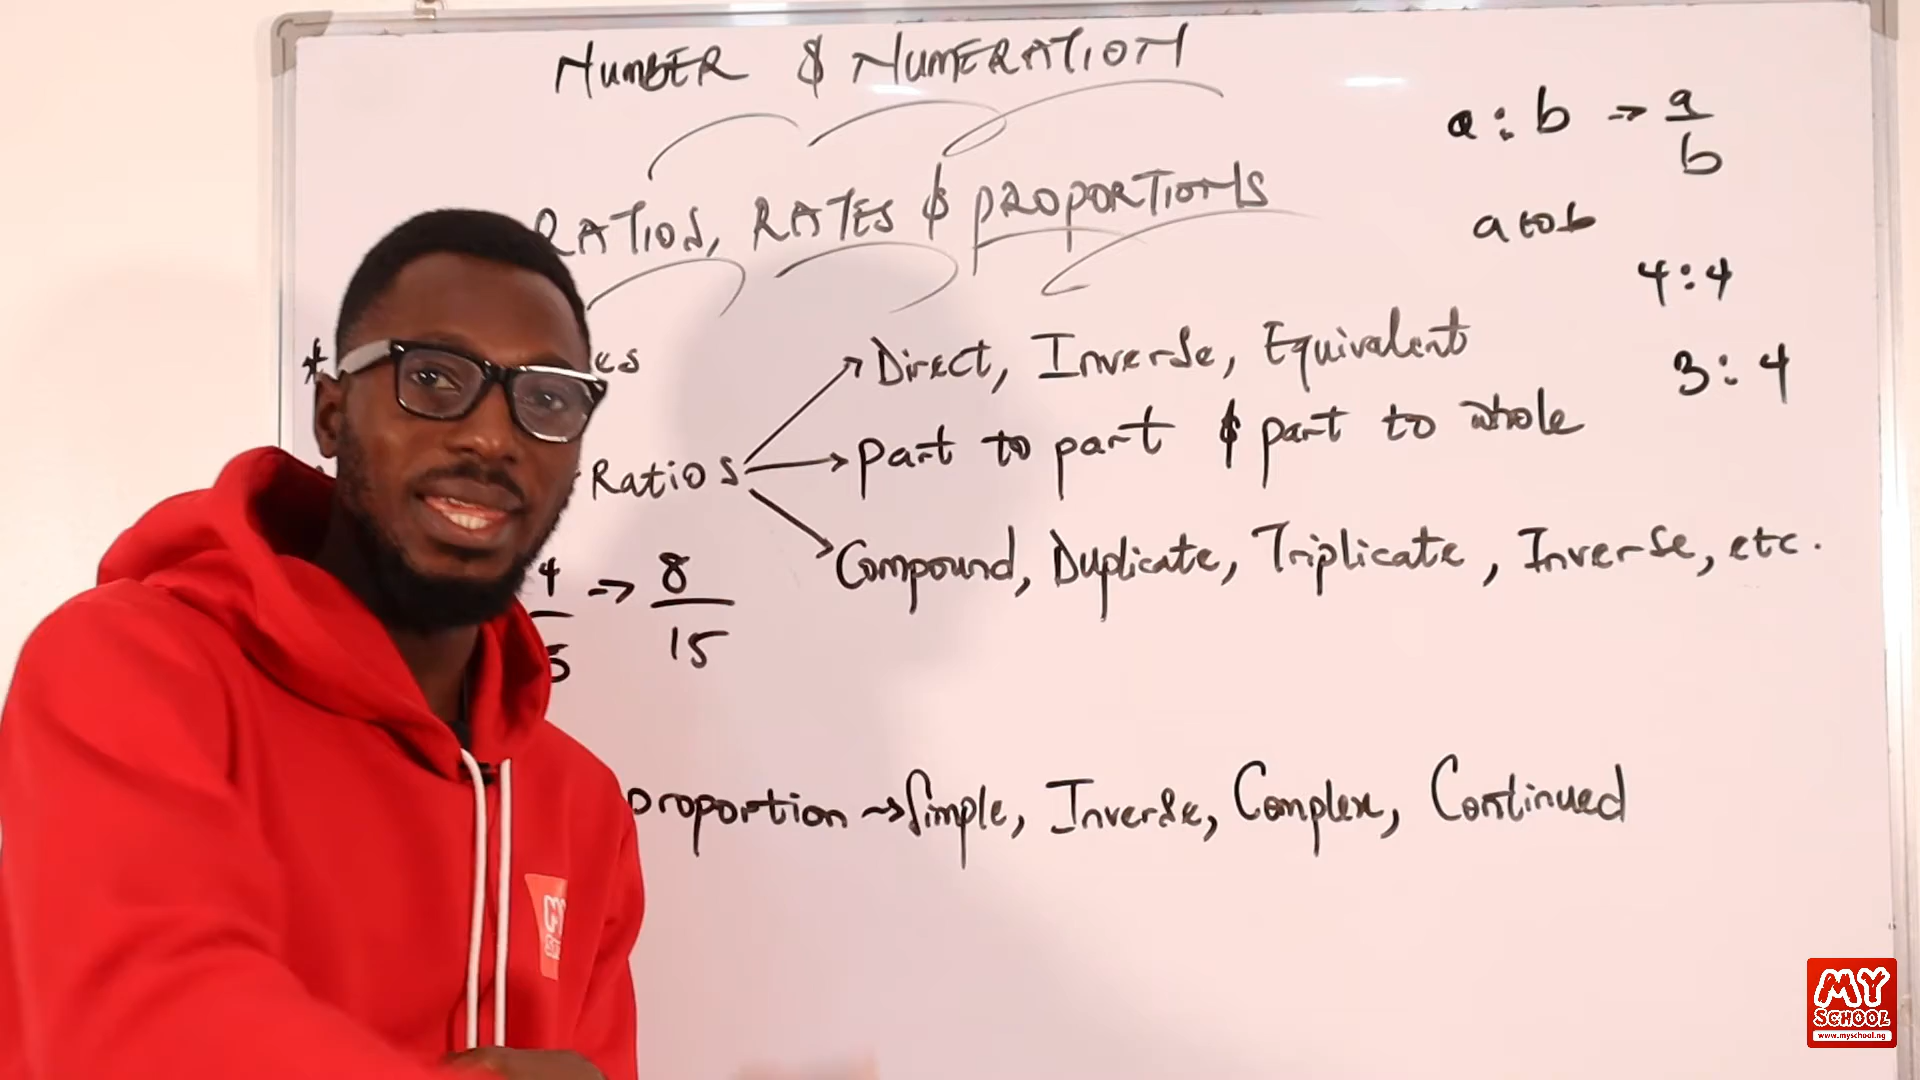 NUMBER & NUMERATION
RATIOS, RATES & PROPORTIONS
a : b → a/b
a to b
4 : 4
3 : 4
* es
Ratios
Direct, Inverse, Equivalent
part to part & part to whole
Compound, Duplicate, Triplicate, Inverse, etc.
4/5 → 8/15
proportion → Simple, Inverse, Complex, Continued
MY
SCHOOL
www.myschool.ng